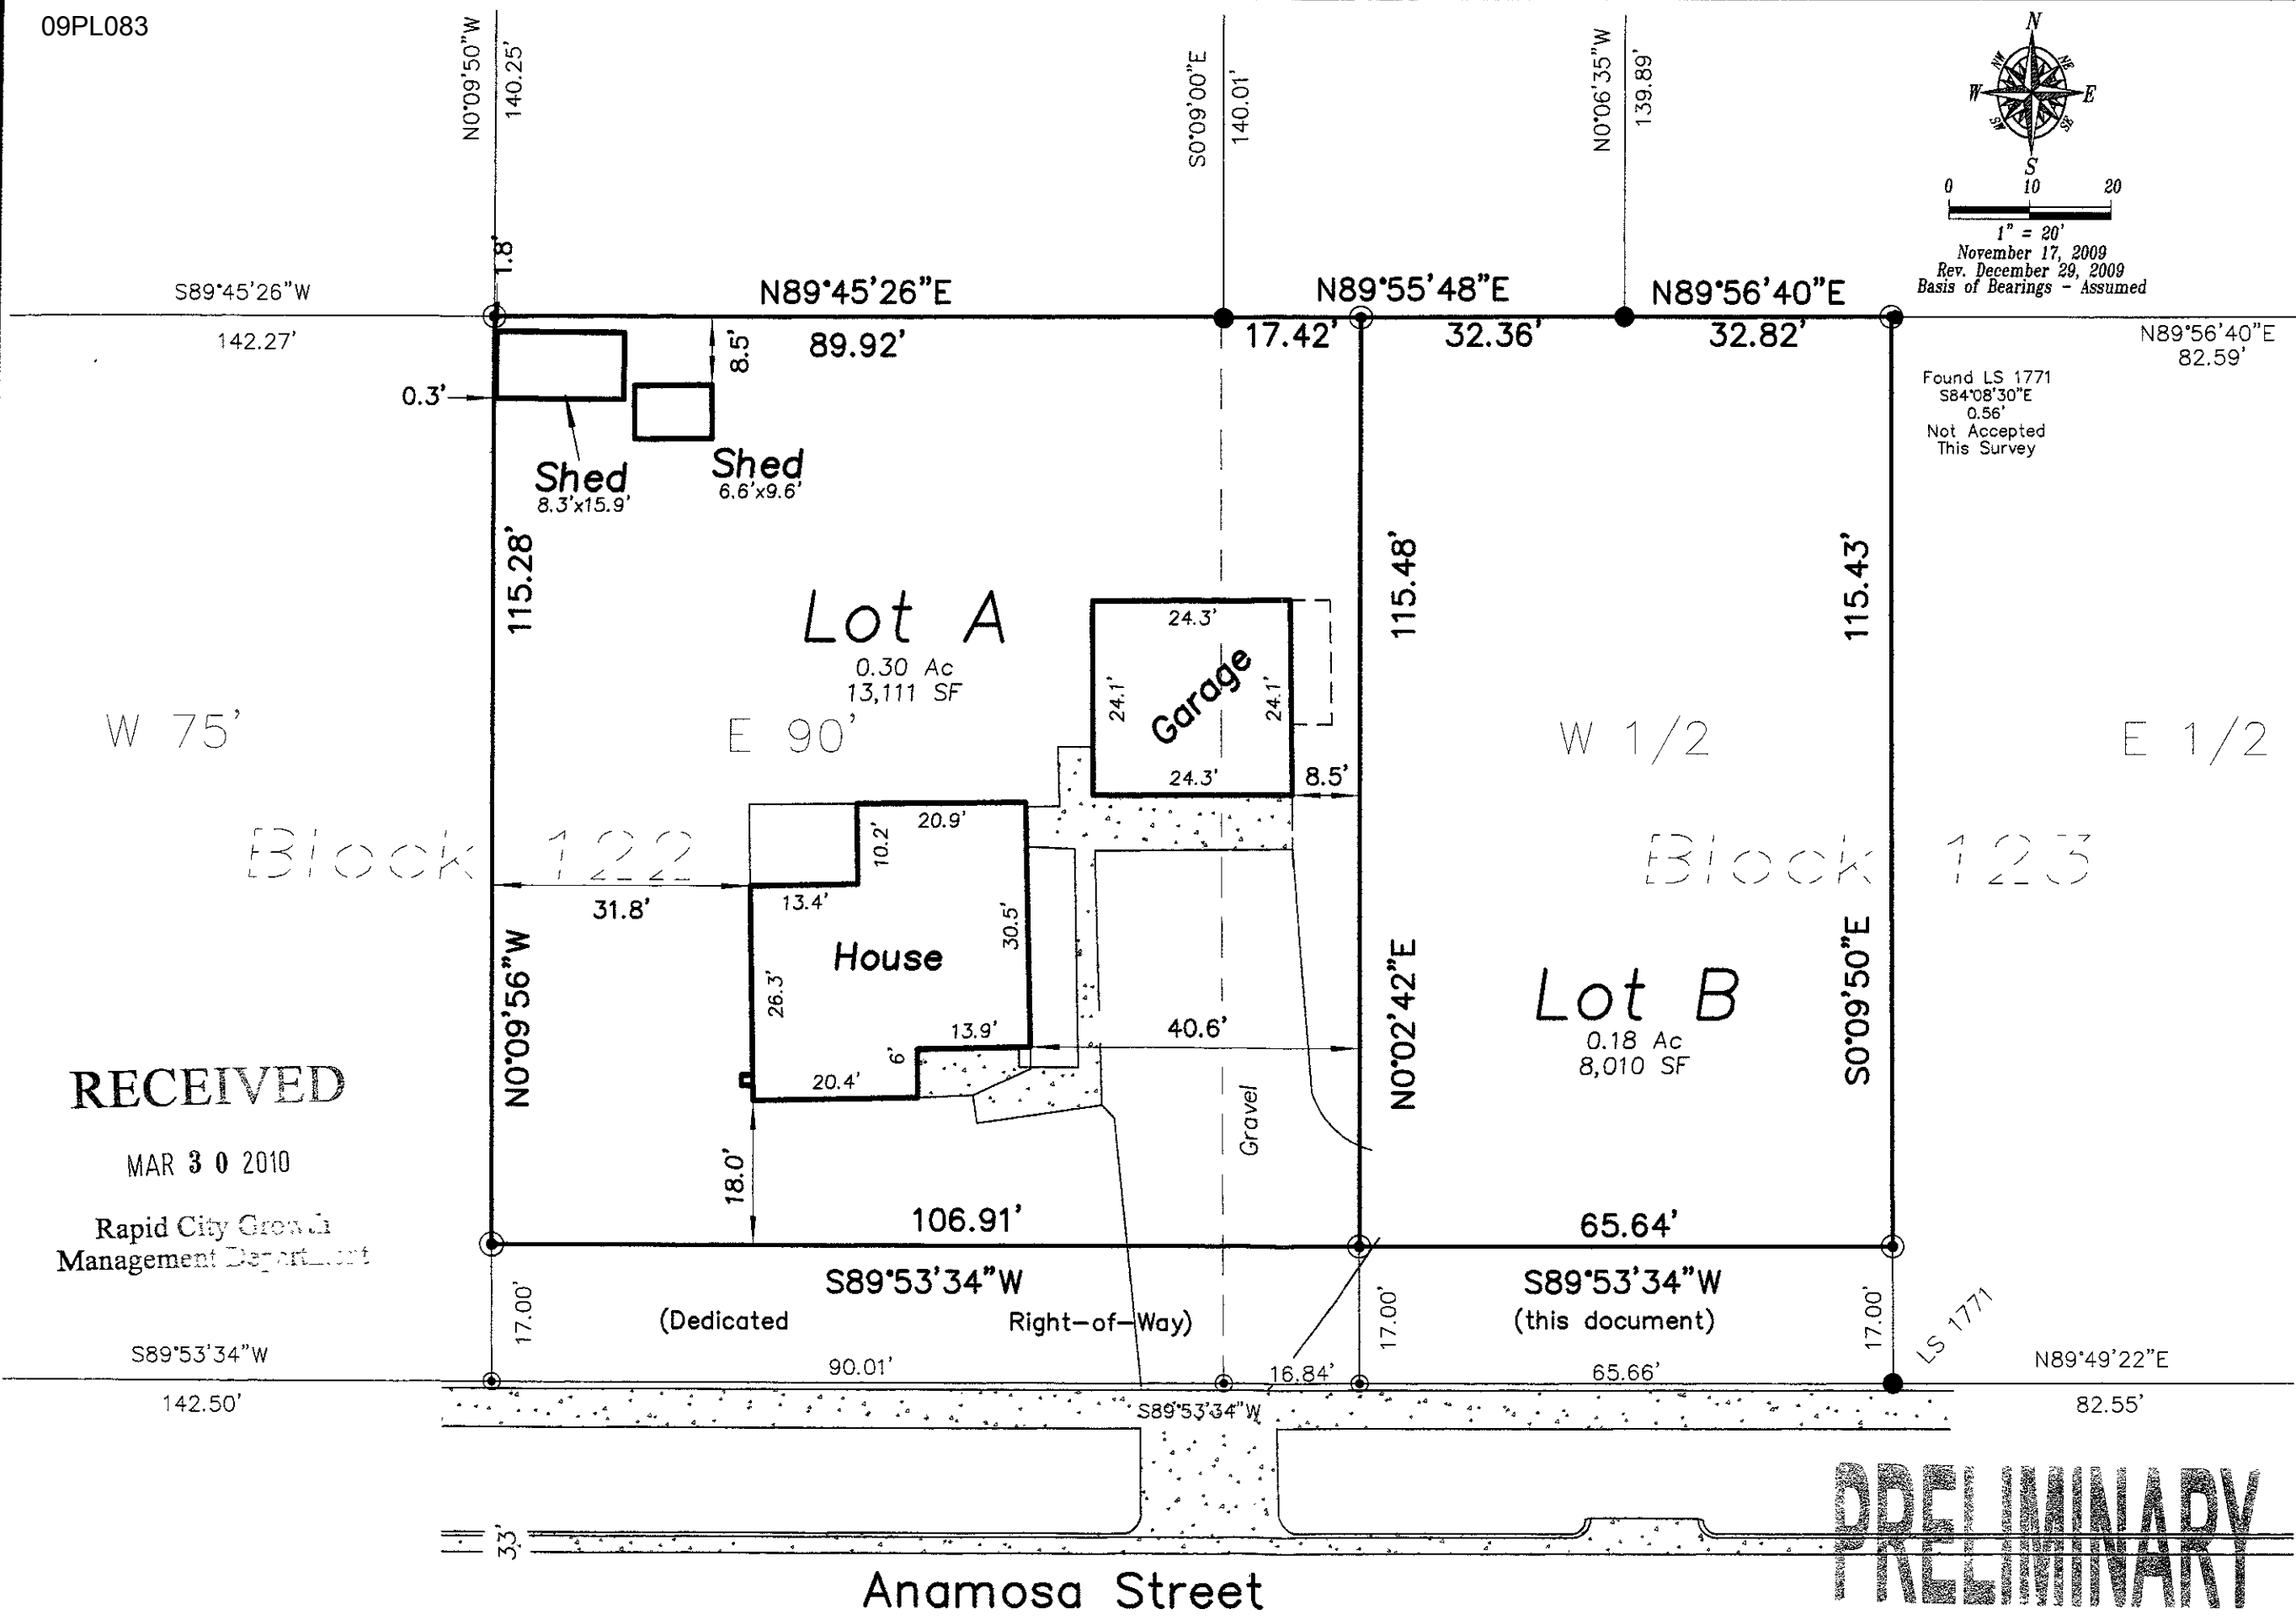 09PL083
N0°09'50"W
140.25'
S0°09'00"E
140.01'
N0°06'35"W
139.89'
N
NW
NE
W
E
SW
SE
S
0 10 20
1" = 20'
November 17, 2009
Rev. December 29, 2009
Basis of Bearings - Assumed
1.8'
S89°45'26"W
142.27'
N89°45'26"E
89.92'
N89°55'48"E
17.42'
32.36'
N89°56'40"E
32.82'
N89°56'40"E
82.59'
Found LS 1771
S84°08'30"E
0.56'
Not Accepted
This Survey
8.5'
0.3'
Shed
8.3'x15.9'
Shed
6.6'x9.6'
115.28'
115.48'
115.43'
Lot A
0.30 Ac
13,111 SF
24.3'
24.1'
Garage
24.1'
24.3'
8.5'
W 75'
E 90'
W 1/2
E 1/2
Block 122
Block 123
20.9'
10.2'
13.4'
31.8'
House
30.5'
26.3'
13.9'
6'
20.4'
40.6'
18.0'
Gravel
N0°09'56"W
N0°02'42"E
S0°09'50"E
Lot B
0.18 Ac
8,010 SF
RECEIVED
MAR 30 2010
Rapid City Growth
Management Department
106.91'
65.64'
S89°53'34"W
S89°53'34"W
(Dedicated Right-of-Way) (this document)
17.00'
17.00'
17.00'
LS 1771
S89°53'34"W
142.50'
90.01'
16.84'
65.66'
N89°49'22"E
82.55'
S89°53'34"W
33'
Anamosa Street
PRELIMINARY